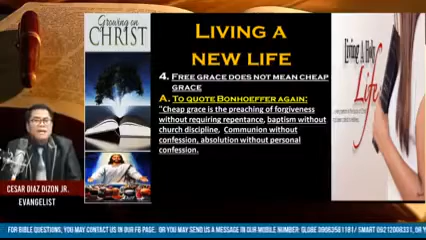 Growing on
CHRIST
LIVING A
NEW LIFE
4. FREE GRACE DOES NOT MEAN CHEAP
GRACE
A. TO QUOTE BONHOEFFER AGAIN:
"Cheap grace is the preaching of forgiveness
without requiring repentance, baptism without
church discipline,  Communion without
confession, absolution without personal
confession.
Living A Holy
Life
CESAR DIAZ DIZON JR.
EVANGELIST
FOR BIBLE QUESTIONS, YOU MAY CONTACT US IN OUR FB PAGE.  OR YOU MAY SEND US A MESSAGE IN OUR MOBILE NUMBER: GLOBE 09663561181/ SMART 09212008331, OR Y